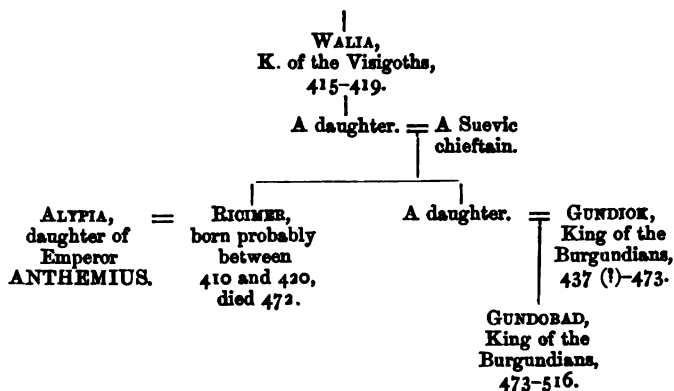 WALIA,
K. of the Visigoths,
415-419.
A daughter. = A Suevic
chieftain.
ALYPIA,
daughter of
Emperor
ANTHEMIUS.
=
RICIMER,
born probably
between
410 and 420,
died 472.
A daughter.
=
GUNDIOK,
King of the
Burgundians,
437 (?)-473.
GUNDOBAD,
King of the
Burgundians,
473-516.